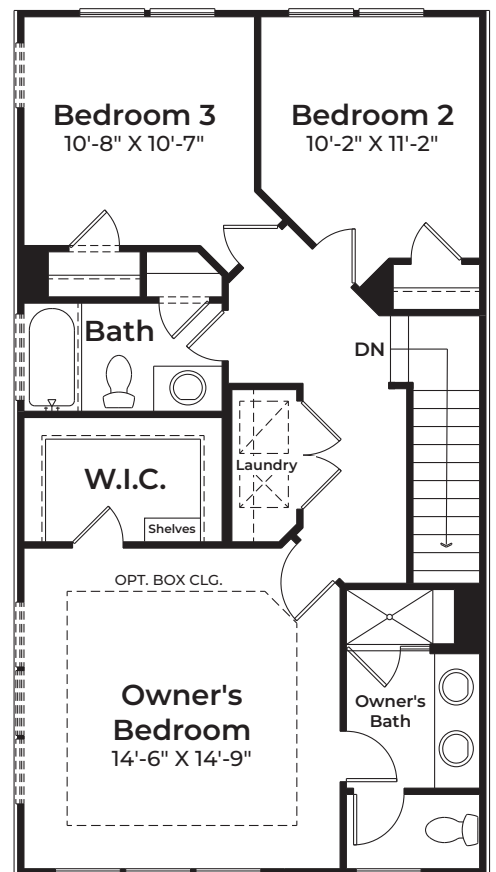 Bedroom 3
10'-8" X 10'-7"
Bedroom 2
10'-2" X 11'-2"
Bath
DN
Laundry
W.I.C.
Shelves
OPT. BOX CLG.
Owner's
Bedroom
14'-6" X 14'-9"
Owner's
Bath